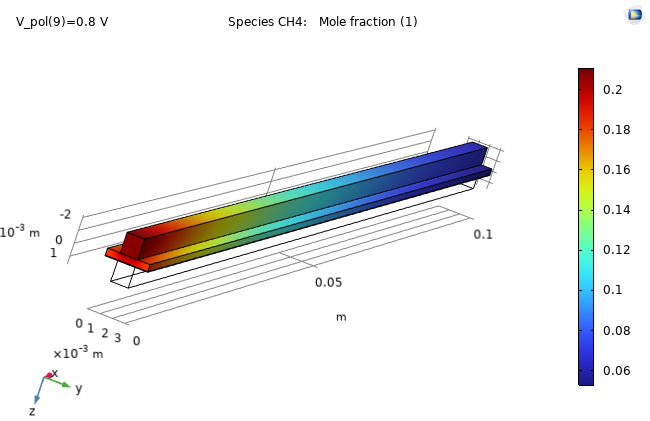 V_pol(9)=0.8 V
Species CH4: Mole fraction (1)
0.2
0.18
0.16
0.14
0.12
0.1
0.08
0.06
-2
0
1
10⁻³ m
0.1
0.05
m
0 1 2 3 0
×10⁻³ m
x
y
z